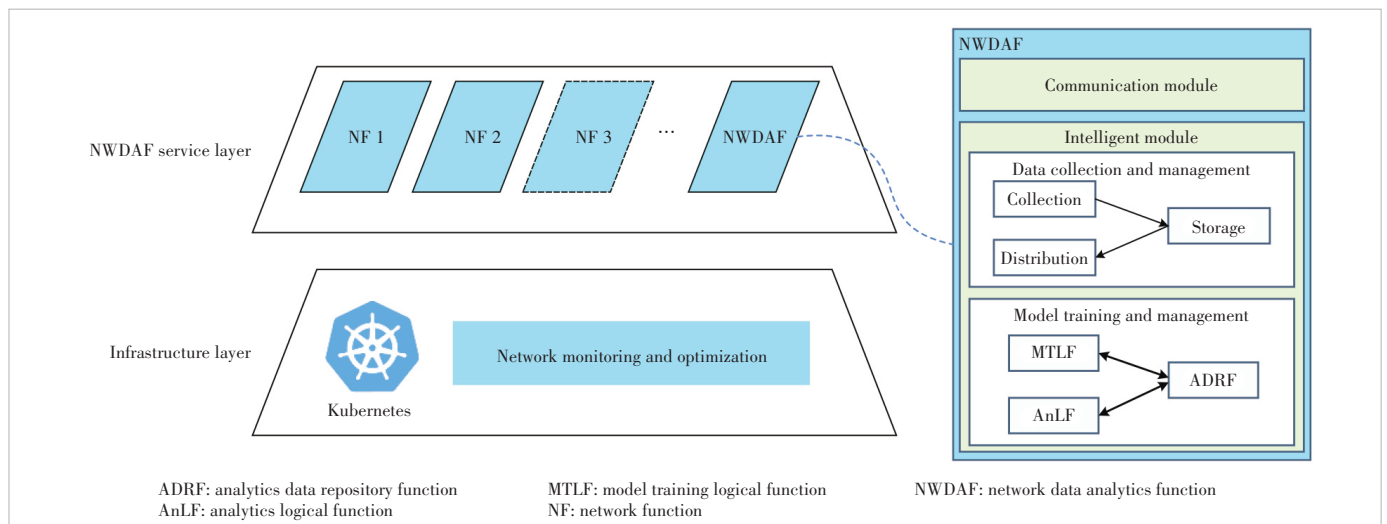 NWDAF service layer
NF 1
NF 2
NF 3
...
NWDAF
Infrastructure layer
Kubernetes
Network monitoring and optimization
NWDAF
Communication module
Intelligent module
Data collection and management
Collection
Storage
Distribution
Model training and management
MTLF
ADRF
AnLF
ADRF: analytics data repository function
AnLF: analytics logical function
MTLF: model training logical function
NF: network function
NWDAF: network data analytics function